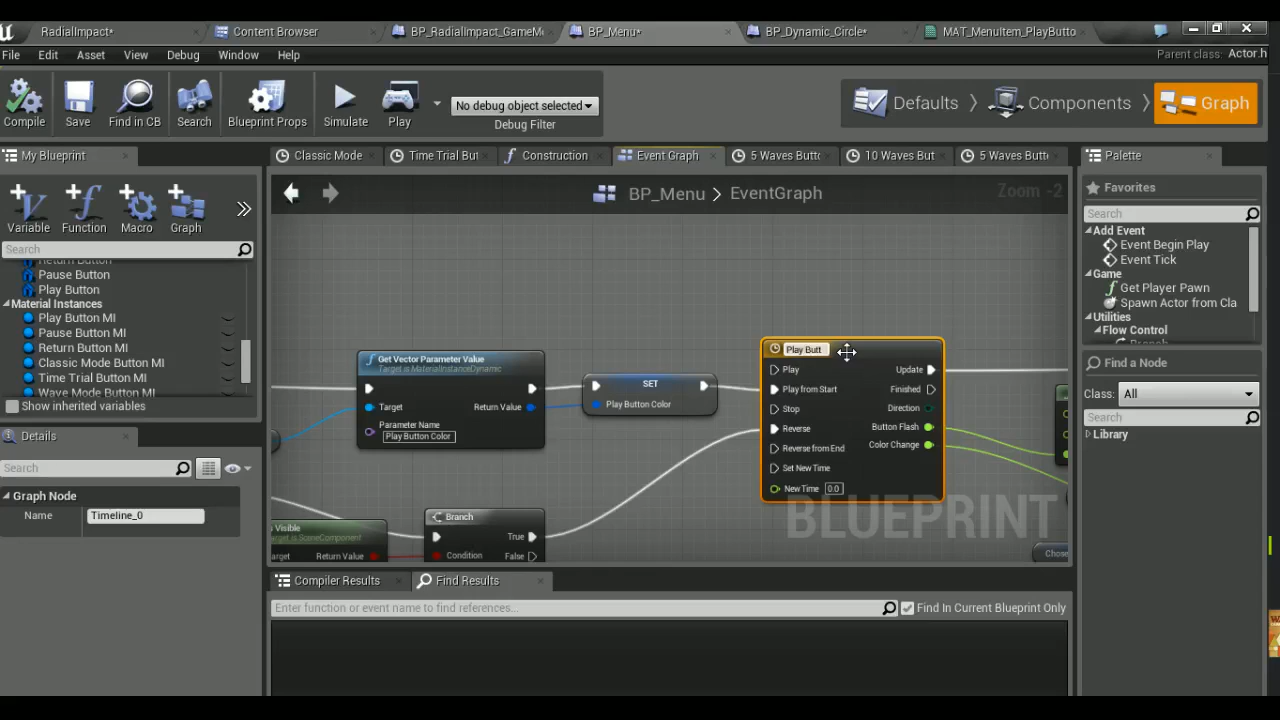 RadialImpact*
Content Browser
BP_RadialImpact_GameM
BP_Menu*
BP_Dynamic_Circle*
MAT_MenuItem_PlayButto
File Edit Asset View Window Debug Help
Parent class: Actor.h
Compile
Save
Find in CB
Search
Blueprint Props
Simulate
Play
No debug object selected
Debug Filter
Defaults
Components
Graph
My Blueprint
Classic Mode
Time Trial But
Construction
Event Graph
5 Waves Butt
10 Waves But
5 Waves Butt
Palette
Variable
Function
Macro
Graph
Search
Return Button
Pause Button
Play Button
Material Instances
Play Button MI
Pause Button MI
Return Button MI
Classic Mode Button MI
Time Trial Button MI
Wave Mode Button MI
Show inherited variables
Details
Search
Graph Node
Name
Timeline_0
BP_Menu > EventGraph
Zoom -2
Get Vector Parameter Value
Target is MaterialInstanceDynamic
Target
Return Value
Parameter Name
Play Button Color
SET
Play Button Color
Play Butt
Play
Update
Play from Start
Finished
Stop
Direction
Reverse
Button Flash
Reverse from End
Color Change
Set New Time
New Time 0.0
s Visible
Target is SceneComponent
arget
Return Value
Branch
True
Condition
False
BLUEPRINT
Favorites
Search
Add Event
Event Begin Play
Event Tick
Game
Get Player Pawn
Spawn Actor from Cla
Utilities
Flow Control
Find a Node
Class:
All
Search
Library
Compiler Results
Find Results
Enter function or event name to find references...
Find In Current Blueprint Only